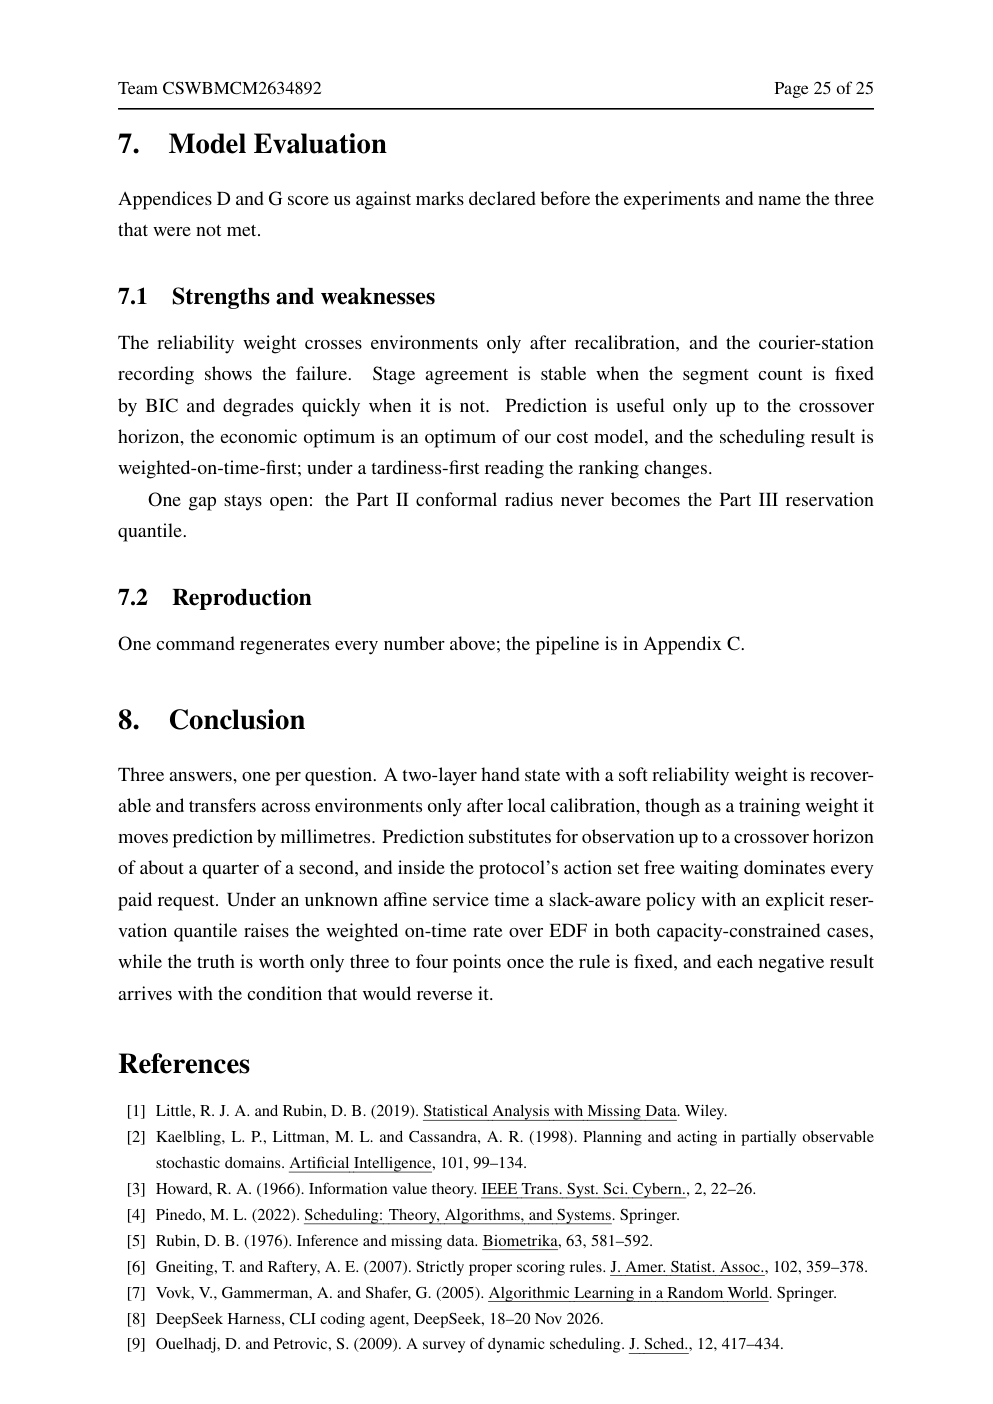 Team CSWBMCM2634892 Page 25 of 25
7. Model Evaluation
Appendices D and G score us against marks declared before the experiments and name the three
that were not met.
7.1 Strengths and weaknesses
The reliability weight crosses environments only after recalibration, and the courier-station
recording shows the failure. Stage agreement is stable when the segment count is fixed
by BIC and degrades quickly when it is not. Prediction is useful only up to the crossover
horizon, the economic optimum is an optimum of our cost model, and the scheduling result is
weighted-on-time-first; under a tardiness-first reading the ranking changes.
One gap stays open: the Part II conformal radius never becomes the Part III reservation
quantile.
7.2 Reproduction
One command regenerates every number above; the pipeline is in Appendix C.
8. Conclusion
Three answers, one per question. A two-layer hand state with a soft reliability weight is recover-
able and transfers across environments only after local calibration, though as a training weight it
moves prediction by millimetres. Prediction substitutes for observation up to a crossover horizon
of about a quarter of a second, and inside the protocol's action set free waiting dominates every
paid request. Under an unknown affine service time a slack-aware policy with an explicit reser-
vation quantile raises the weighted on-time rate over EDF in both capacity-constrained cases,
while the truth is worth only three to four points once the rule is fixed, and each negative result
arrives with the condition that would reverse it.
References
[1] Little, R. J. A. and Rubin, D. B. (2019). Statistical Analysis with Missing Data. Wiley.
[2] Kaelbling, L. P., Littman, M. L. and Cassandra, A. R. (1998). Planning and acting in partially observable
stochastic domains. Artificial Intelligence, 101, 99–134.
[3] Howard, R. A. (1966). Information value theory. IEEE Trans. Syst. Sci. Cybern., 2, 22–26.
[4] Pinedo, M. L. (2022). Scheduling: Theory, Algorithms, and Systems. Springer.
[5] Rubin, D. B. (1976). Inference and missing data. Biometrika, 63, 581–592.
[6] Gneiting, T. and Raftery, A. E. (2007). Strictly proper scoring rules. J. Amer. Statist. Assoc., 102, 359–378.
[7] Vovk, V., Gammerman, A. and Shafer, G. (2005). Algorithmic Learning in a Random World. Springer.
[8] DeepSeek Harness, CLI coding agent, DeepSeek, 18–20 Nov 2026.
[9] Ouelhadj, D. and Petrovic, S. (2009). A survey of dynamic scheduling. J. Sched., 12, 417–434.